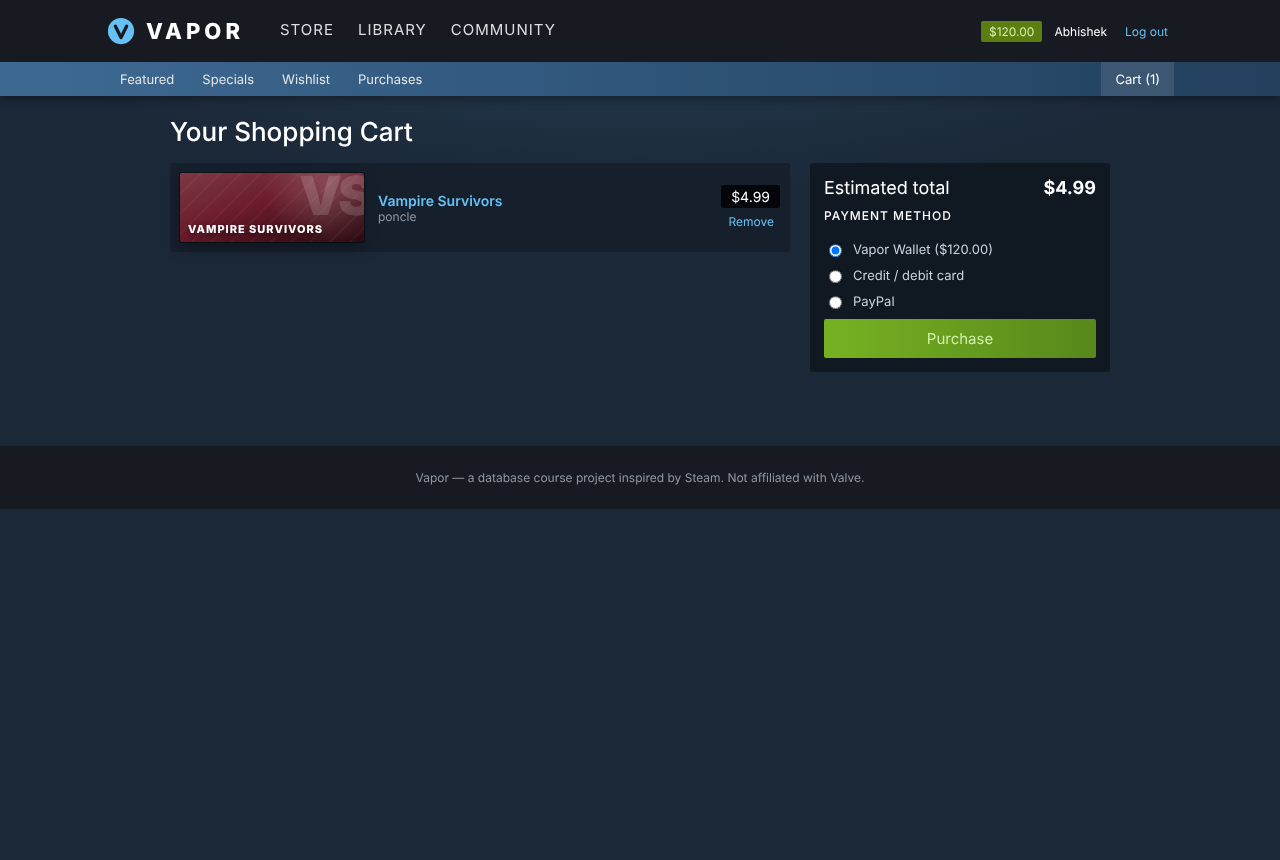 VAPOR
STORE LIBRARY COMMUNITY
$120.00 Abhishek Log out
Featured Specials Wishlist Purchases Cart (1)
Your Shopping Cart
VS
VAMPIRE SURVIVORS
Vampire Survivors
poncle
$4.99
Remove
Estimated total $4.99
PAYMENT METHOD
Vapor Wallet ($120.00)
Credit / debit card
PayPal
Purchase
Vapor — a database course project inspired by Steam. Not affiliated with Valve.